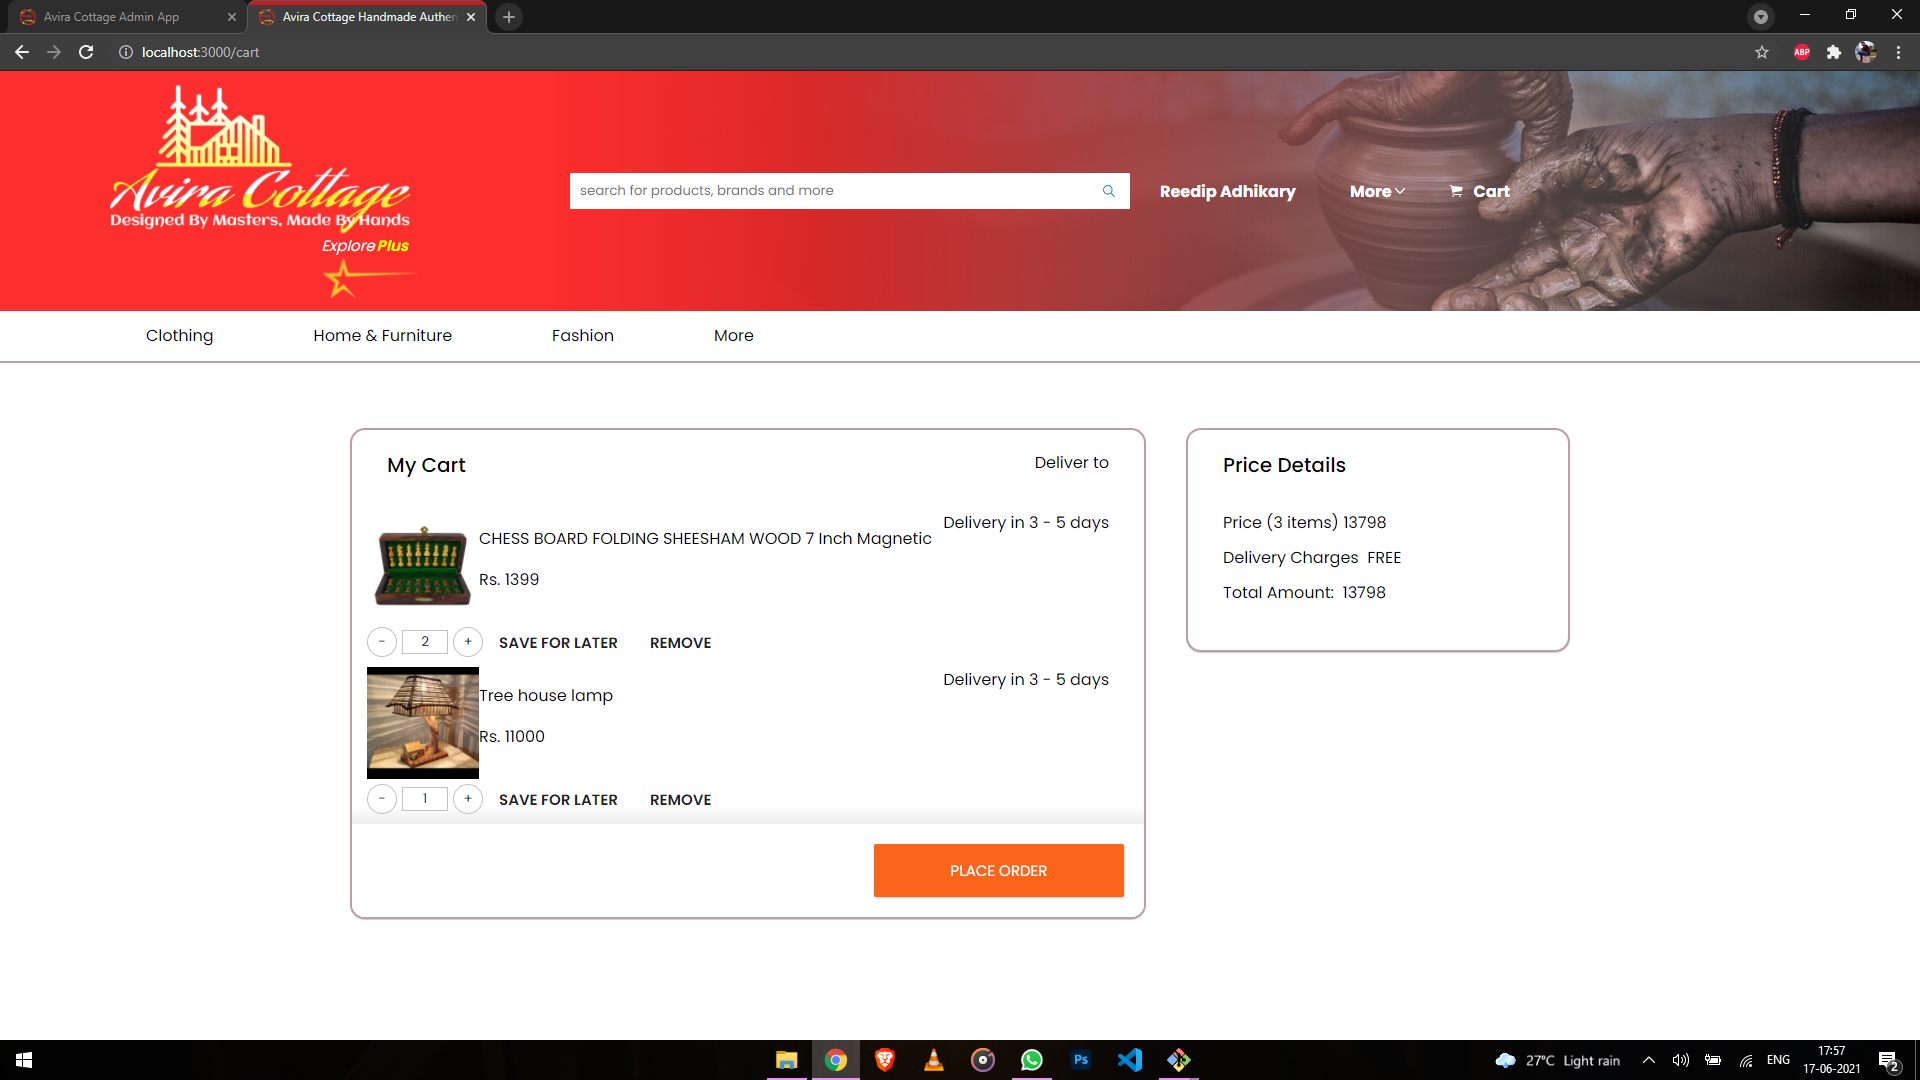 Avira Cottage Admin App
Avira Cottage Handmade Authen
localhost:3000/cart
ABP
Avira Cottage
Designed By Masters, Made By Hands
Explore Plus
search for products, brands and more
Reedip Adhikary
More
Cart
Clothing
Home & Furniture
Fashion
More
My Cart
Deliver to
CHESS BOARD FOLDING SHEESHAM WOOD 7 Inch Magnetic
Delivery in 3 - 5 days
Rs. 1399
- 2 + SAVE FOR LATER REMOVE
Tree house lamp
Delivery in 3 - 5 days
Rs. 11000
- 1 + SAVE FOR LATER REMOVE
PLACE ORDER
Price Details
Price (3 items) 13798
Delivery Charges FREE
Total Amount: 13798
Ps
27°C Light rain
ENG
17:57
17-06-2021
2